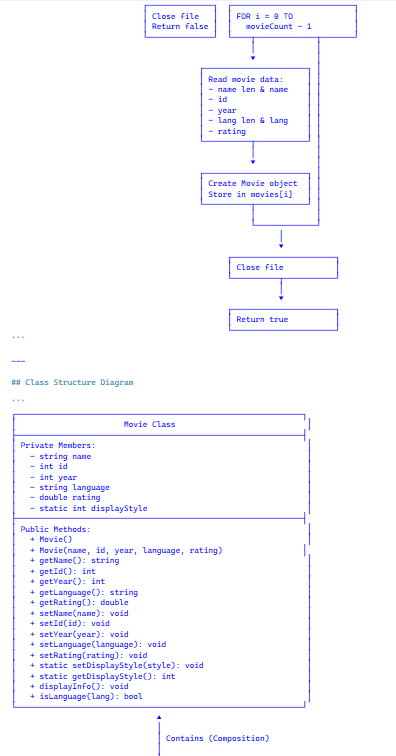 Close file
Return false
FOR i = 0 TO
movieCount - 1
Read movie data:
- name len & name
- id
- year
- lang len & lang
- rating
Create Movie object
Store in movies[i]
Close file
Return true
```
---
## Class Structure Diagram
```
Movie Class
Private Members:
- string name
- int id
- int year
- string language
- double rating
- static int displayStyle
Public Methods:
+ Movie()
+ Movie(name, id, year, language, rating)
+ getName(): string
+ getId(): int
+ getYear(): int
+ getLanguage(): string
+ getRating(): double
+ setName(name): void
+ setId(id): void
+ setYear(year): void
+ setLanguage(language): void
+ setRating(rating): void
+ static setDisplayStyle(style): void
+ static getDisplayStyle(): int
+ displayInfo(): void
+ isLanguage(lang): bool
Contains (Composition)